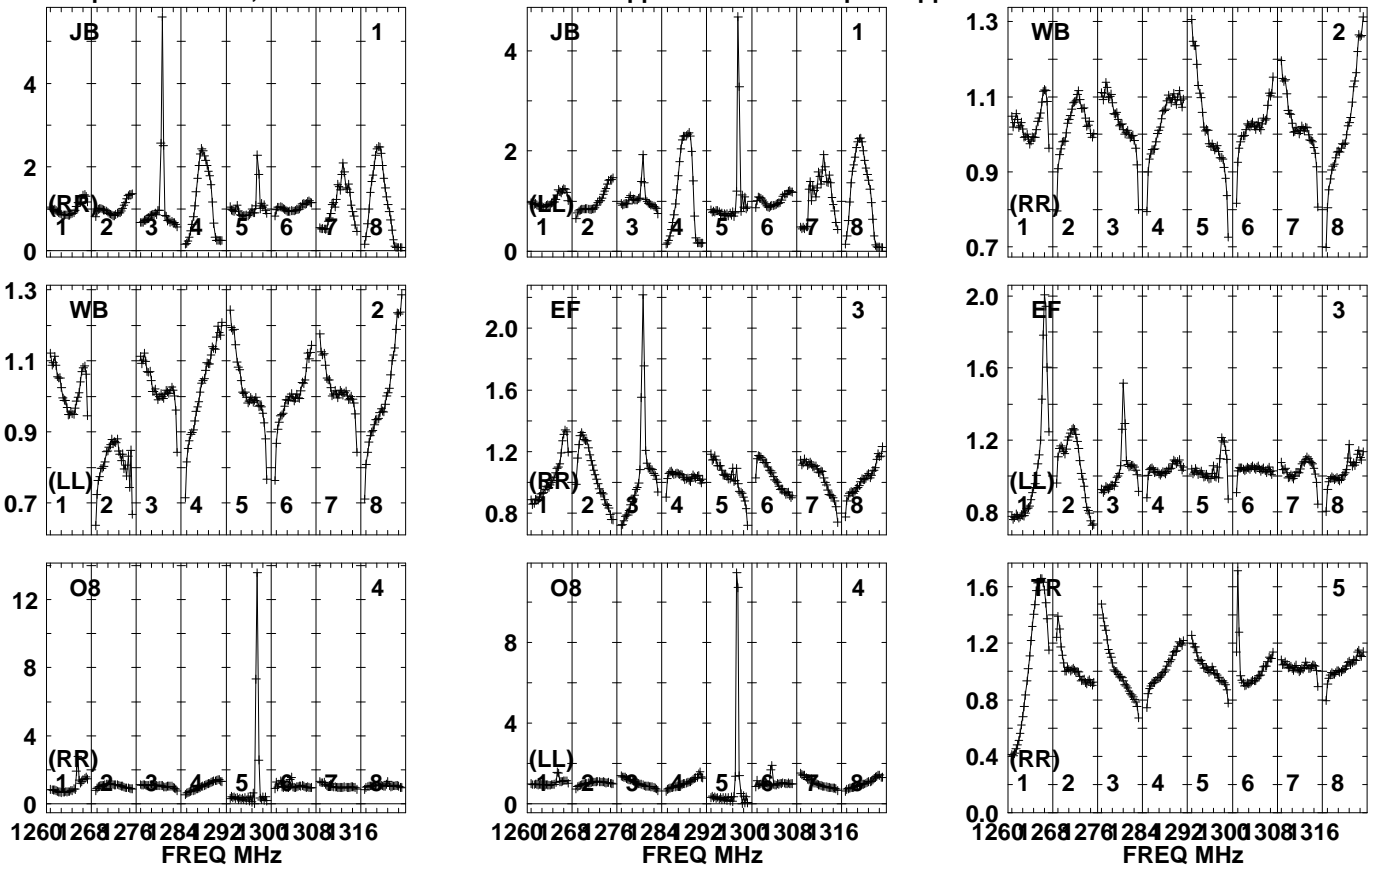 JB 1
4
2
0
(RR)
1 2 3 4 5 6 7 8
JB 1
4
2
0
(LL)
1 2 3 4 5 6 7 8
WB 2
1.3
1.1
0.9
0.7
(RR)
1 2 3 4 5 6 7 8
WB 2
1.3
1.1
0.9
0.7
(LL)
1 2 3 4 5 6 7 8
EF 3
2.0
1.6
1.2
0.8
(RR)
1 2 3 4 5 6 7 8
EF 3
2.0
1.6
1.2
0.8
(LL)
1 2 3 4 5 6 7 8
O8 4
12
8
4
0
(RR)
1 2 3 4 5 6 7 8
1260 1268 1276 1284 1292 1300 1308 1316
FREQ MHz
O8 4
8
4
0
(LL)
1 2 3 4 5 6 7 8
1260 1268 1276 1284 1292 1300 1308 1316
FREQ MHz
TR 5
1.6
1.2
0.8
0.4
0.0
(RR)
1 2 3 4 5 6 7 8
1260 1268 1276 1284 1292 1300 1308 1316
FREQ MHz